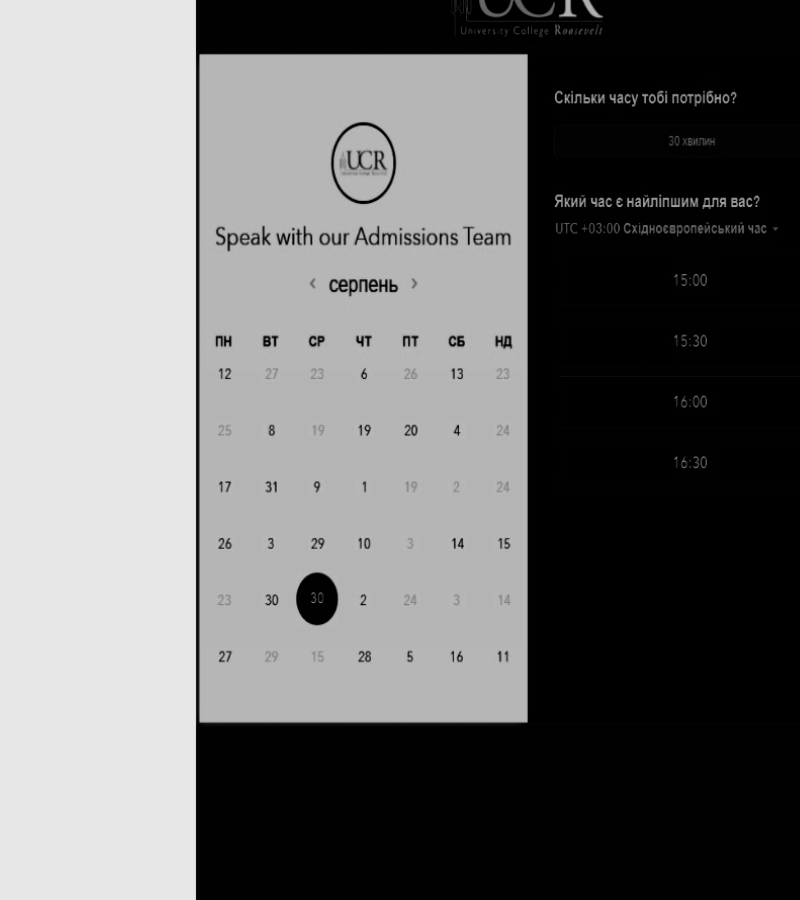 UCR
University College Roosevelt
UCR
Speak with our Admissions Team
< серпень >
ПН ВТ СР ЧТ ПТ СБ НД
12 27 23 6 26 13 23
25 8 19 19 20 4 24
17 31 9 1 19 2 24
26 3 29 10 3 14 15
23 30 30 2 24 3 14
27 29 15 28 5 16 11
Скільки часу тобі потрібно?
30 хвилин
Який час є найліпшим для вас?
UTC +03:00 Східноєвропейський час
15:00
15:30
16:00
16:30